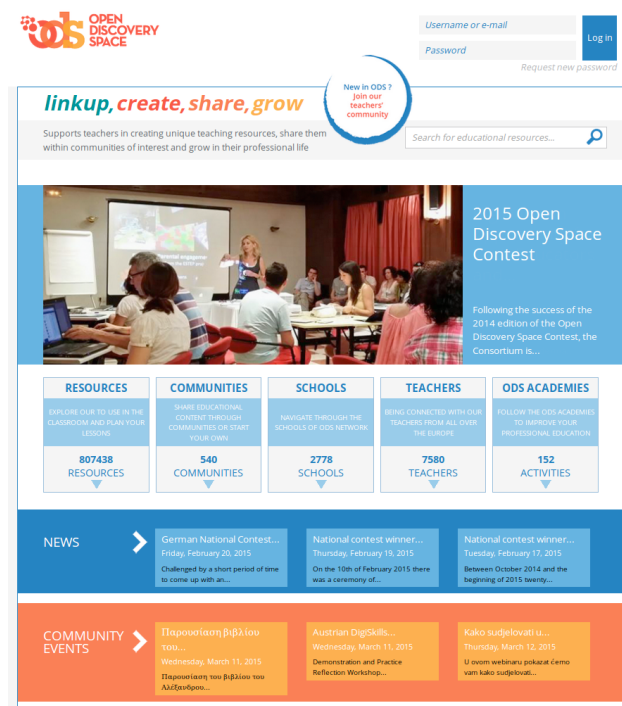 ods OPEN
DISCOVERY
SPACE
Username or e-mail
Password
Log in
Request new password
linkup, create, share, grow
New in ODS ?
Join our
teachers'
community
Supports teachers in creating unique teaching resources, share them
within communities of interest and grow in their professional life
Search for educational resources...
Parental engagement
2015 Open
Discovery Space
Contest
Following the success of the
2014 edition of the Open
Discovery Space Contest, the
Consortium is...
RESOURCES
EXPLORE OUR TO USE IN THE
CLASSROOM AND PLAN YOUR
LESSONS
807438
RESOURCES
COMMUNITIES
SHARE EDUCATIONAL
CONTENT THROUGH
COMMUNITIES OR START
YOUR OWN
540
COMMUNITIES
SCHOOLS
NAVIGATE THROUGH THE
SCHOOLS OF ODS NETWORK
2778
SCHOOLS
TEACHERS
BEING CONNECTED WITH OUR
TEACHERS FROM ALL OVER
THE EUROPE
7580
TEACHERS
ODS ACADEMIES
FOLLOW THE ODS ACADEMIES
TO IMPROVE YOUR
PROFESSIONAL EDUCATION
152
ACTIVITIES
NEWS
German National Contest...
Friday, February 20, 2015
Challenged by a short period of time
to come up with an...
National contest winner...
Thursday, February 19, 2015
On the 10th of February 2015 there
was a ceremony of...
National contest winner...
Tuesday, February 17, 2015
Between October 2014 and the
beginning of 2015 twenty...
COMMUNITY
EVENTS
Παρουσίαση βιβλίου
του...
Wednesday, March 11, 2015
Παρουσίαση του βιβλίου του
Αλέξανδρου...
Austrian DigiSkills...
Wednesday, March 11, 2015
Demonstration and Practice
Reflection Workshop...
Kako sudjelovati u...
Thursday, March 12, 2015
U ovom webinaru pokazat ćemo
vam kako sudjelovati...